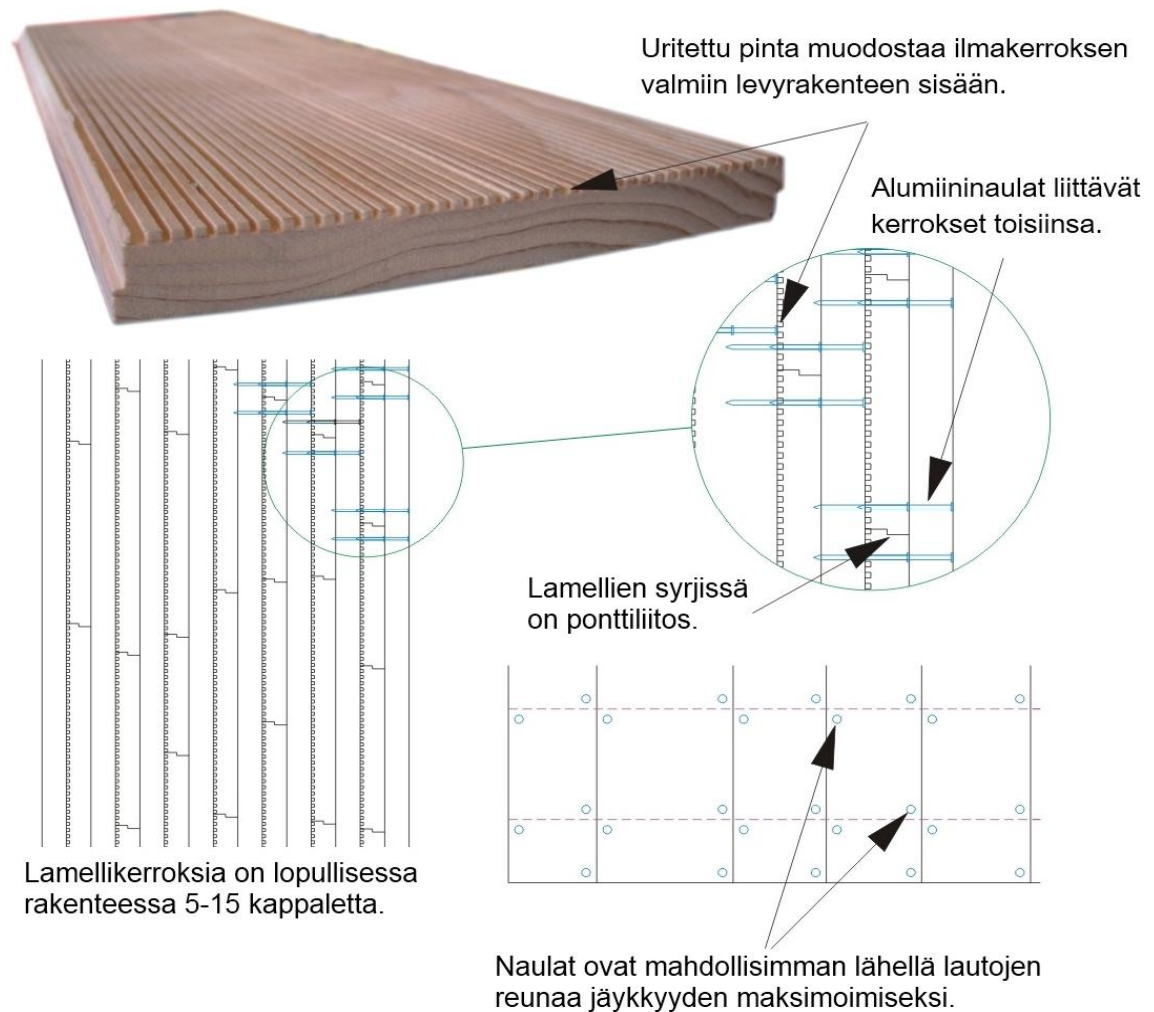 Uritettu pinta muodostaa ilmakerroksen
valmiin levyrakenteen sisään.
Alumiininaulat liittävät
kerrokset toisiinsa.
Lamellien syrjissä
on ponttiliitos.
Lamellikerroksia on lopullisessa
rakenteessa 5-15 kappaletta.
Naulat ovat mahdollisimman lähellä lautojen
reunaa jäykkyyden maksimoimiseksi.